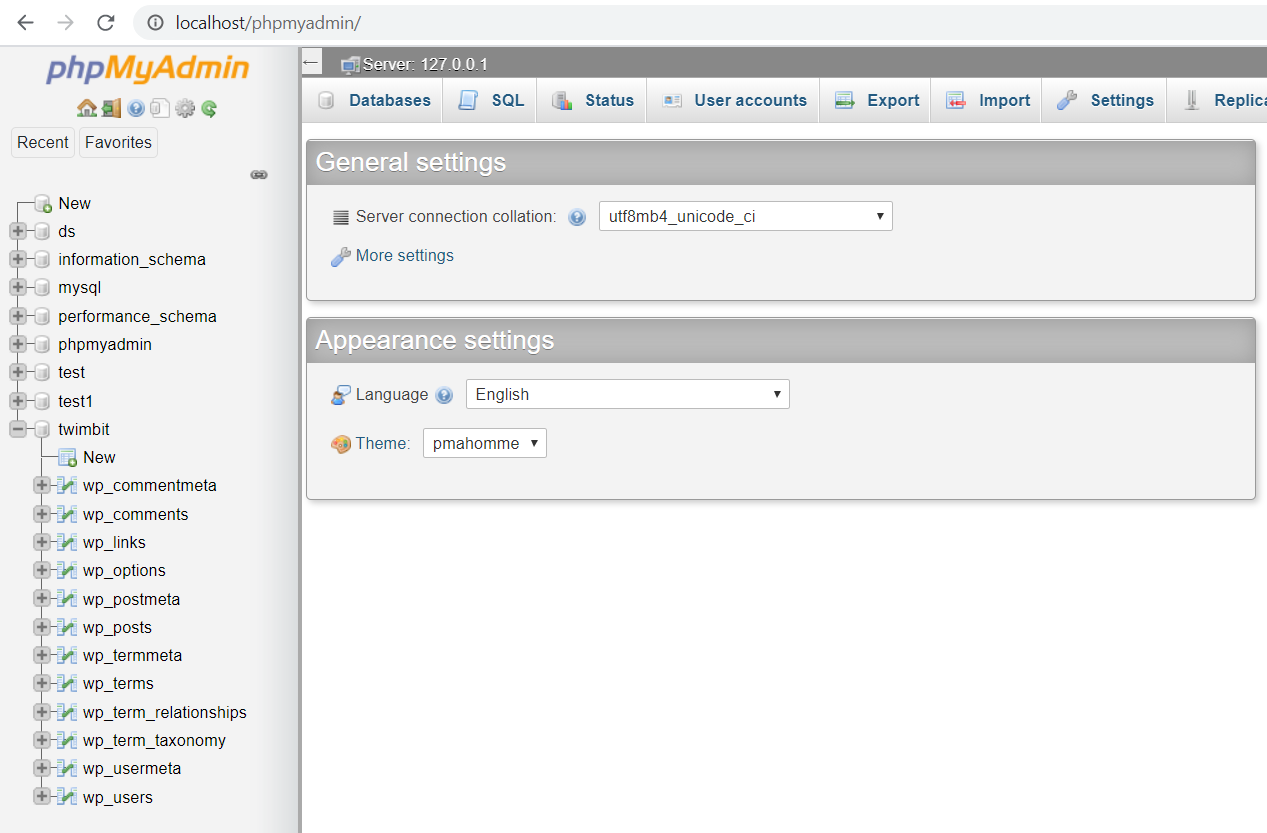 localhost/phpmyadmin/
phpMyAdmin
Recent Favorites
New
ds
information_schema
mysql
performance_schema
phpmyadmin
test
test1
twimbit
New
wp_commentmeta
wp_comments
wp_links
wp_options
wp_postmeta
wp_posts
wp_termmeta
wp_terms
wp_term_relationships
wp_term_taxonomy
wp_usermeta
wp_users
Server: 127.0.0.1
Databases SQL Status User accounts Export Import Settings Replica
General settings
Server connection collation: utf8mb4_unicode_ci
More settings
Appearance settings
Language English
Theme: pmahomme